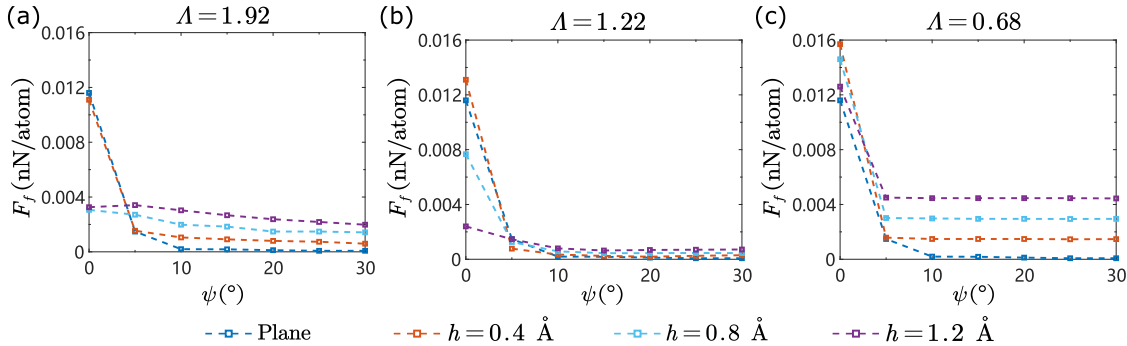 (a) Λ=1.92
0.016
0.012
0.008
0.004
0
F_f (nN/atom)
0 10 20 30
ψ(°)
(b) Λ=1.22
0.016
0.012
0.008
0.004
0
F_f (nN/atom)
0 10 20 30
ψ(°)
(c) Λ=0.68
0.016
0.012
0.008
0.004
0
F_f (nN/atom)
0 10 20 30
ψ(°)
Plane h=0.4 Å h=0.8 Å h=1.2 Å